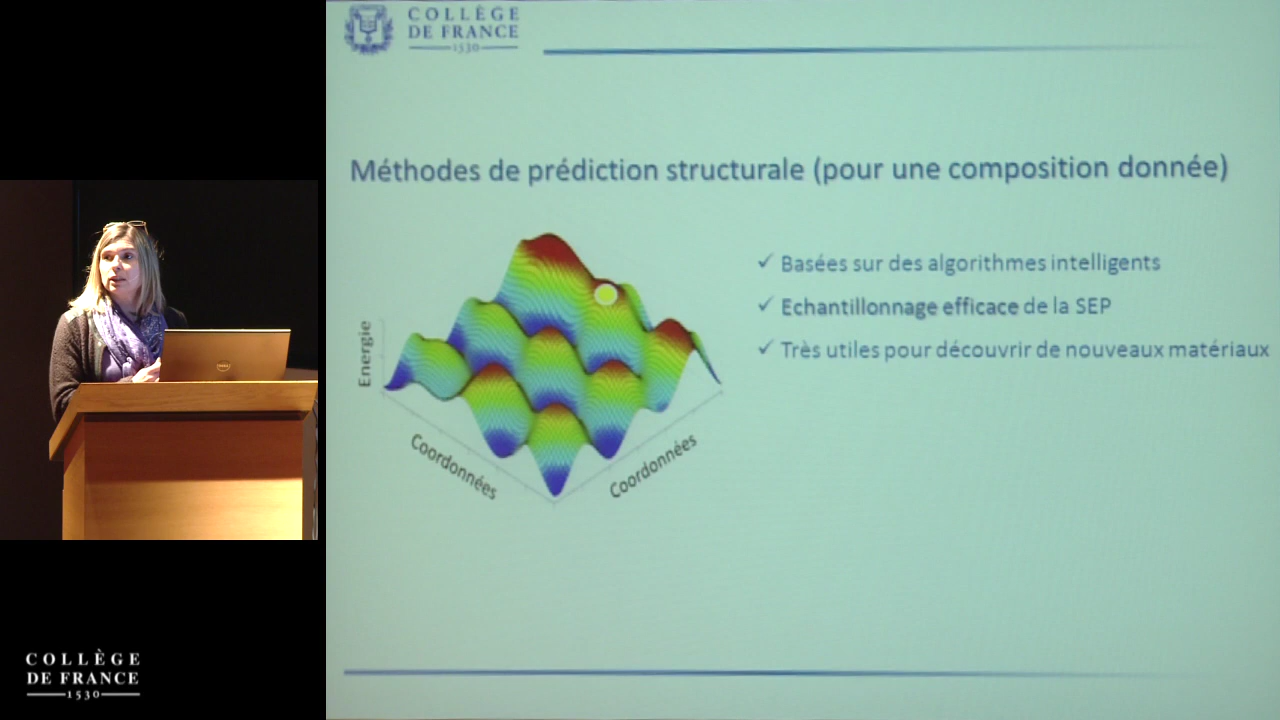 COLLÈGE
DE FRANCE
1530
Méthodes de prédiction structurale (pour une composition donnée)
✓ Basées sur des algorithmes intelligents
✓ Echantillonnage efficace de la SEP
✓ Très utiles pour découvrir de nouveaux matériaux
Energie
Coordonnées
Coordonnées
DELL
COLLÈGE
DE FRANCE
1530